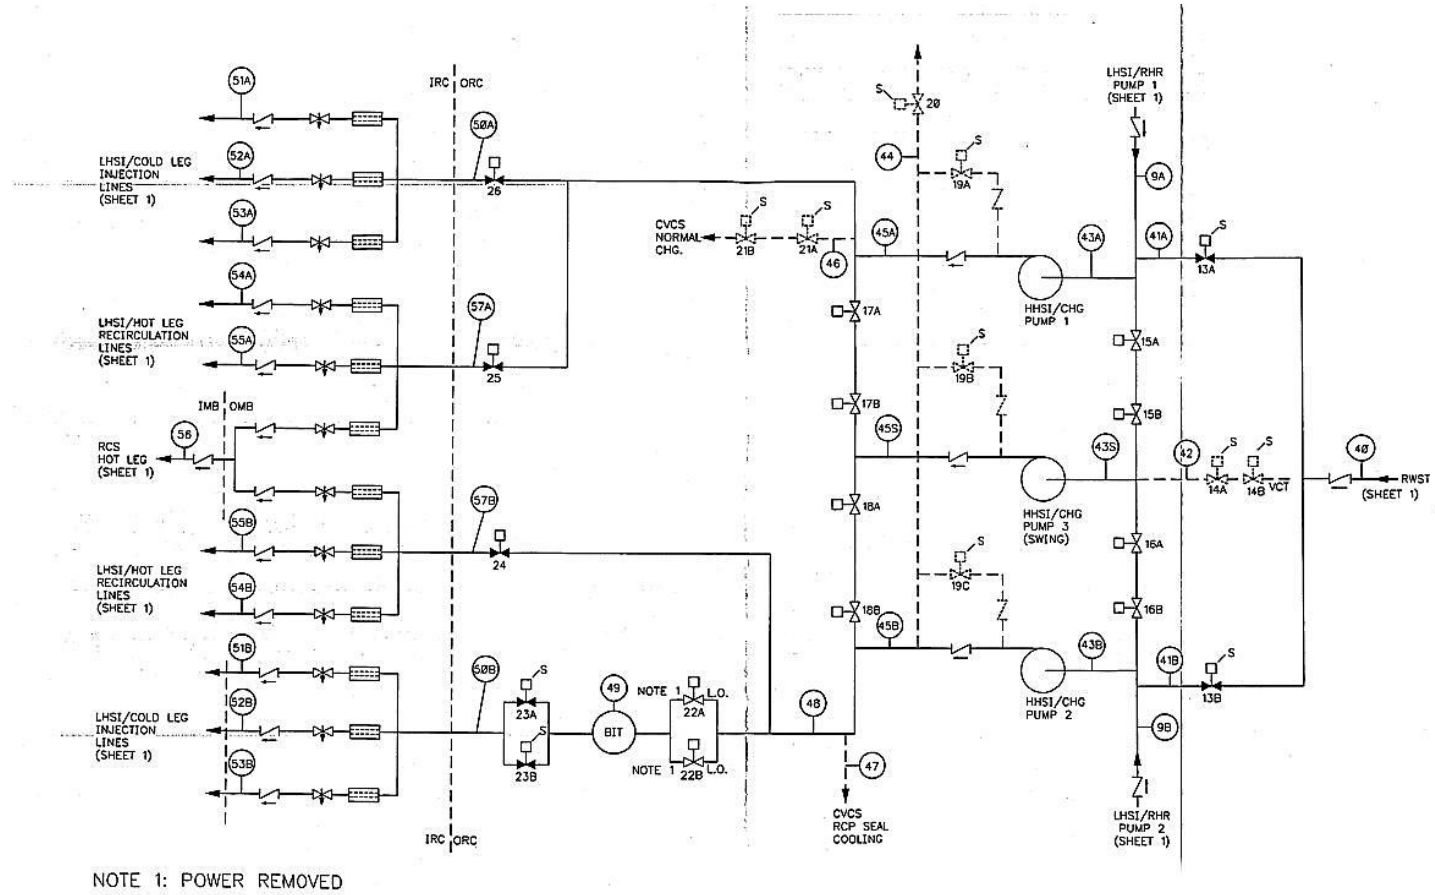 51A
IRC ORC
LHSI/RHR
PUMP 1
(SHEET 1)
S
20
50A
52A
LHSI/COLD LEG
INJECTION
LINES
(SHEET 1)
26
44
S
19A
9A
53A
CVCS
NORMAL
CHG.
S
21B
S
21A
46
45A
43A
41A
S
13A
54A
HHSI/CHG
PUMP 1
57A
17A
LHSI/HOT LEG
RECIRCULATION
LINES
(SHEET 1)
55A
25
S
19B
15A
IMB OMB
17B
15B
56
RCS
HOT LEG
(SHEET 1)
45S
43S
42
S
14A
S
14B
VCT
40
RWST
(SHEET 1)
57B
18A
HHSI/CHG
PUMP 3
(SWING)
55B
24
S
19C
16A
LHSI/HOT LEG
RECIRCULATION
LINES
(SHEET 1)
54B
18B
16B
45B
51B
50B
S
23A
49
BIT
NOTE 1
L.O.
22A
48
43B
41B
S
13B
HHSI/CHG
PUMP 2
LHSI/COLD LEG
INJECTION
LINES
(SHEET 1)
52B
S
23B
NOTE 1
L.O.
22B
47
9B
53B
CVCS
RCP SEAL
COOLING
LHSI/RHR
PUMP 2
(SHEET 1)
IRC ORC
NOTE 1: POWER REMOVED